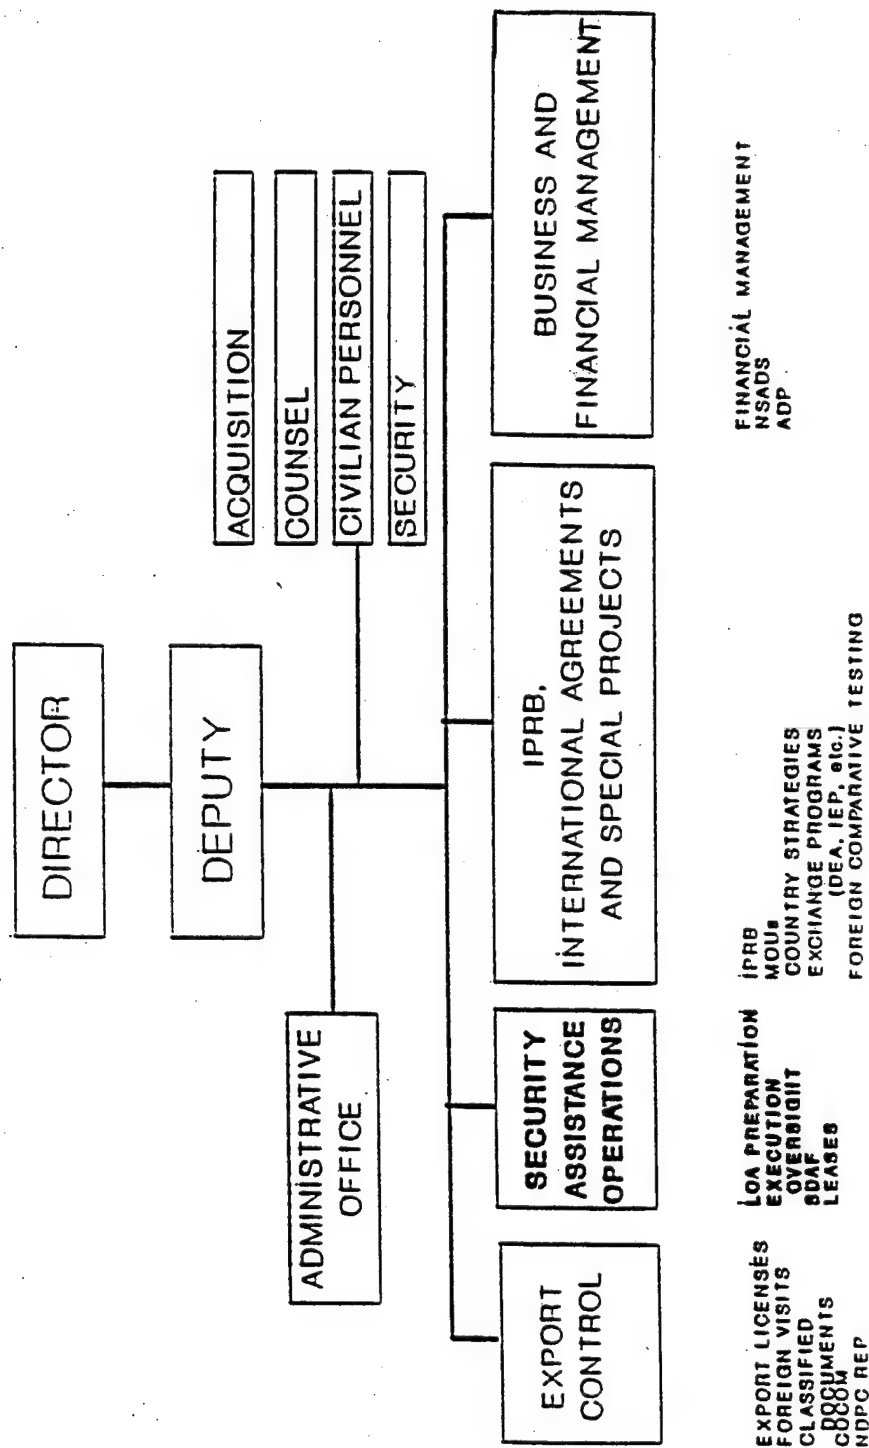 DIRECTOR
DEPUTY
ADMINISTRATIVE
OFFICE
ACQUISITION
COUNSEL
CIVILIAN PERSONNEL
SECURITY
EXPORT
CONTROL
SECURITY
ASSISTANCE
OPERATIONS
IPRB,
INTERNATIONAL AGREEMENTS
AND SPECIAL PROJECTS
BUSINESS AND
FINANCIAL MANAGEMENT
EXPORT LICENSES
FOREIGN VISITS
CLASSIFIED
DOCUMENTS
COCOM
NDPC REP
LOA PREPARATION
EXECUTION
OVERSIGHT
SDAF
LEASES
IPRB
MOUs
COUNTRY STRATEGIES
EXCHANGE PROGRAMS
(DEA, IEP, etc.)
FOREIGN COMPARATIVE TESTING
FINANCIAL MANAGEMENT
NSADS
ADP